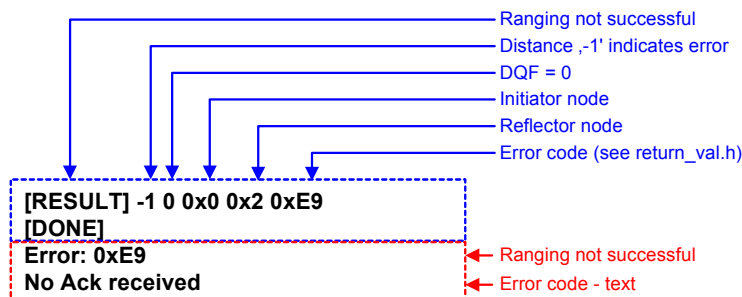 Ranging not successful
Distance ‚-1' indicates error
DQF = 0
Initiator node
Reflector node
Error code (see return_val.h)
[RESULT] -1 0 0x0 0x2 0xE9
[DONE]
Error: 0xE9
Ranging not successful
No Ack received
Error code - text